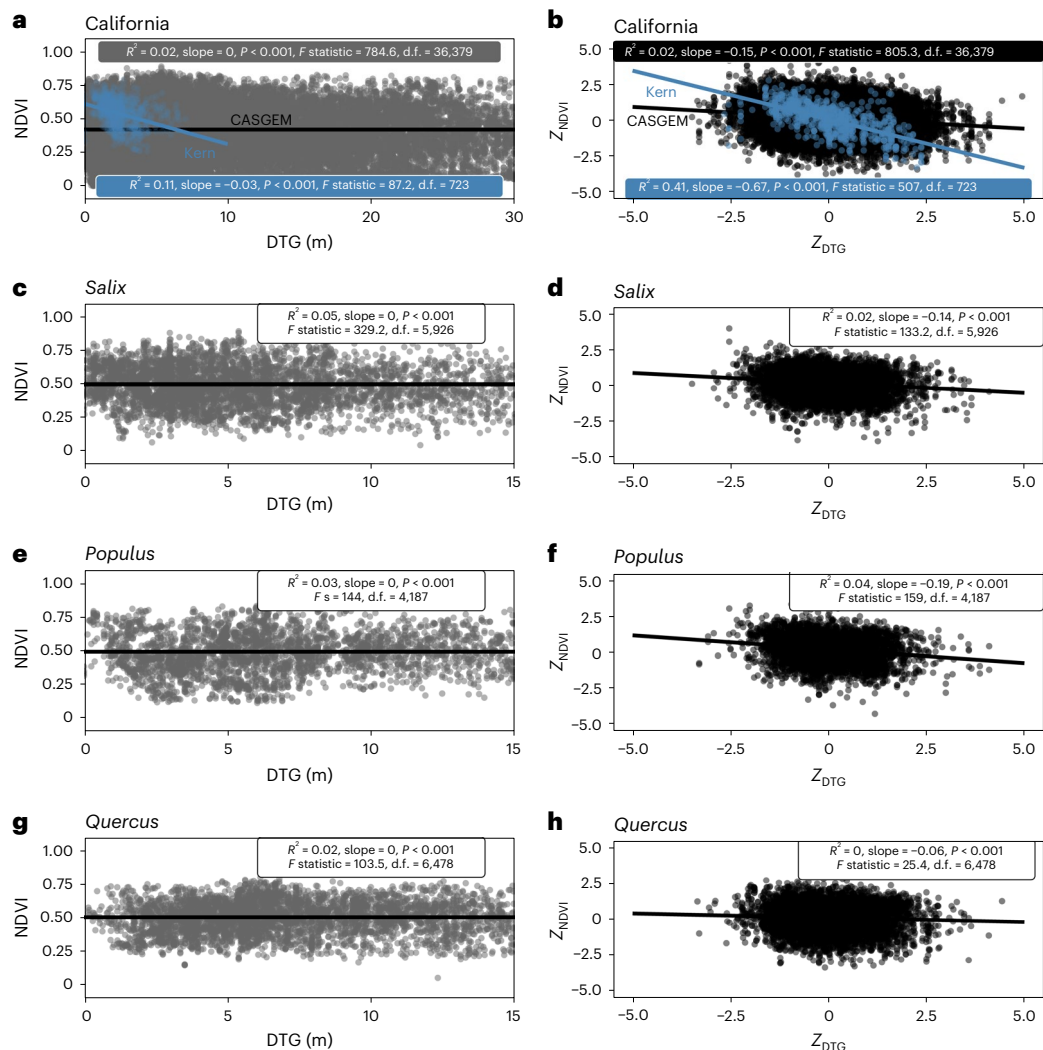 a California
R² = 0.02, slope = 0, P < 0.001, F statistic = 784.6, d.f. = 36,379
1.00
0.75
0.50
0.25
0
NDVI
CASGEM
Kern
R² = 0.11, slope = −0.03, P < 0.001, F statistic = 87.2, d.f. = 723
0 10 20 30
DTG (m)
b California
R² = 0.02, slope = −0.15, P < 0.001, F statistic = 805.3, d.f. = 36,379
5.0
2.5
0
−2.5
−5.0
Z_NDVI
Kern
CASGEM
R² = 0.41, slope = −0.67, P < 0.001, F statistic = 507, d.f. = 723
−5.0 −2.5 0 2.5 5.0
Z_DTG
c Salix
R² = 0.05, slope = 0, P < 0.001
F statistic = 329.2, d.f. = 5,926
1.00
0.75
0.50
0.25
0
NDVI
0 5 10 15
DTG (m)
d Salix
R² = 0.02, slope = −0.14, P < 0.001
F statistic = 133.2, d.f. = 5,926
5.0
2.5
0
−2.5
−5.0
Z_NDVI
−5.0 −2.5 0 2.5 5.0
Z_DTG
e Populus
R² = 0.03, slope = 0, P < 0.001
F s = 144, d.f. = 4,187
1.00
0.75
0.50
0.25
0
NDVI
0 5 10 15
DTG (m)
f Populus
R² = 0.04, slope = −0.19, P < 0.001
F statistic = 159, d.f. = 4,187
5.0
2.5
0
−2.5
−5.0
Z_NDVI
−5.0 −2.5 0 2.5 5.0
Z_DTG
g Quercus
R² = 0.02, slope = 0, P < 0.001
F statistic = 103.5, d.f. = 6,478
1.00
0.75
0.50
0.25
0
NDVI
0 5 10 15
DTG (m)
h Quercus
R² = 0, slope = −0.06, P < 0.001
F statistic = 25.4, d.f. = 6,478
5.0
2.5
0
−2.5
−5.0
Z_NDVI
−5.0 −2.5 0 2.5 5.0
Z_DTG